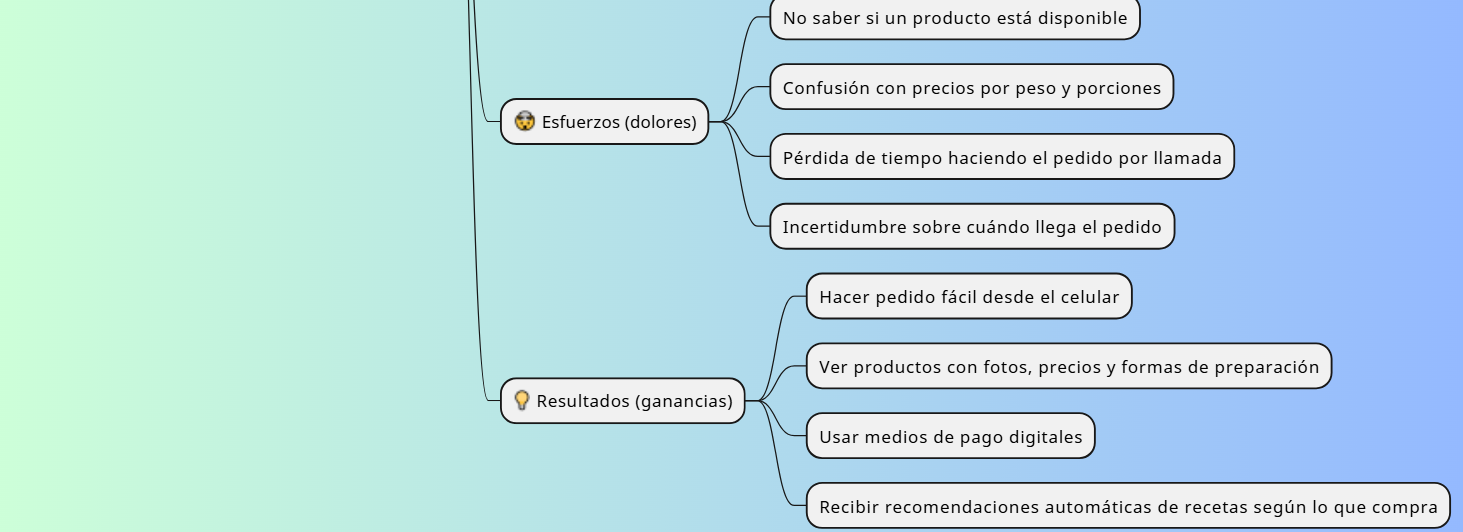 No saber si un producto está disponible
Confusión con precios por peso y porciones
Esfuerzos (dolores)
Pérdida de tiempo haciendo el pedido por llamada
Incertidumbre sobre cuándo llega el pedido
Hacer pedido fácil desde el celular
Ver productos con fotos, precios y formas de preparación
Resultados (ganancias)
Usar medios de pago digitales
Recibir recomendaciones automáticas de recetas según lo que compra